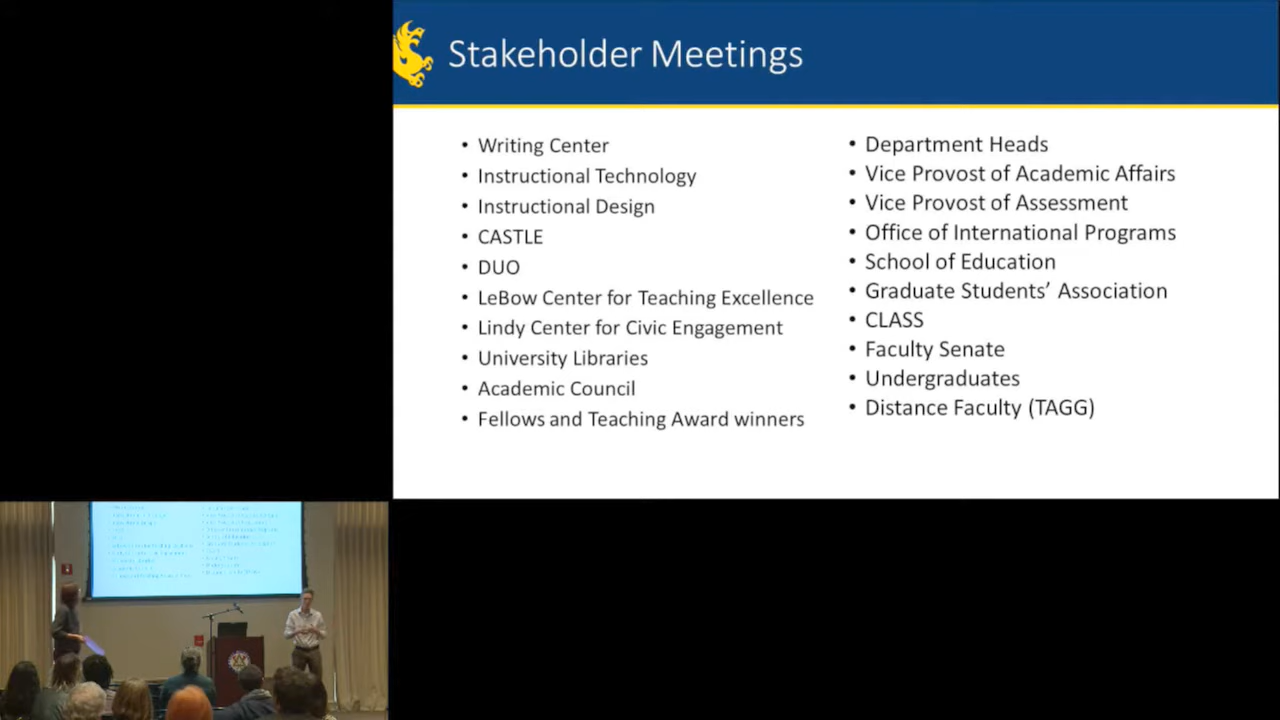 Stakeholder Meetings
• Writing Center
• Instructional Technology
• Instructional Design
• CASTLE
• DUO
• LeBow Center for Teaching Excellence
• Lindy Center for Civic Engagement
• University Libraries
• Academic Council
• Fellows and Teaching Award winners
• Department Heads
• Vice Provost of Academic Affairs
• Vice Provost of Assessment
• Office of International Programs
• School of Education
• Graduate Students’ Association
• CLASS
• Faculty Senate
• Undergraduates
• Distance Faculty (TAGG)